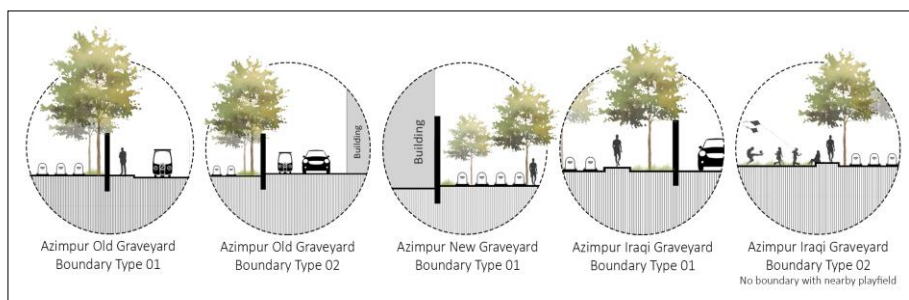 Building
Building
Azimpur Old Graveyard
Boundary Type 01
Azimpur Old Graveyard
Boundary Type 02
Azimpur New Graveyard
Boundary Type 01
Azimpur Iraqi Graveyard
Boundary Type 01
Azimpur Iraqi Graveyard
Boundary Type 02
No boundary with nearby playfield